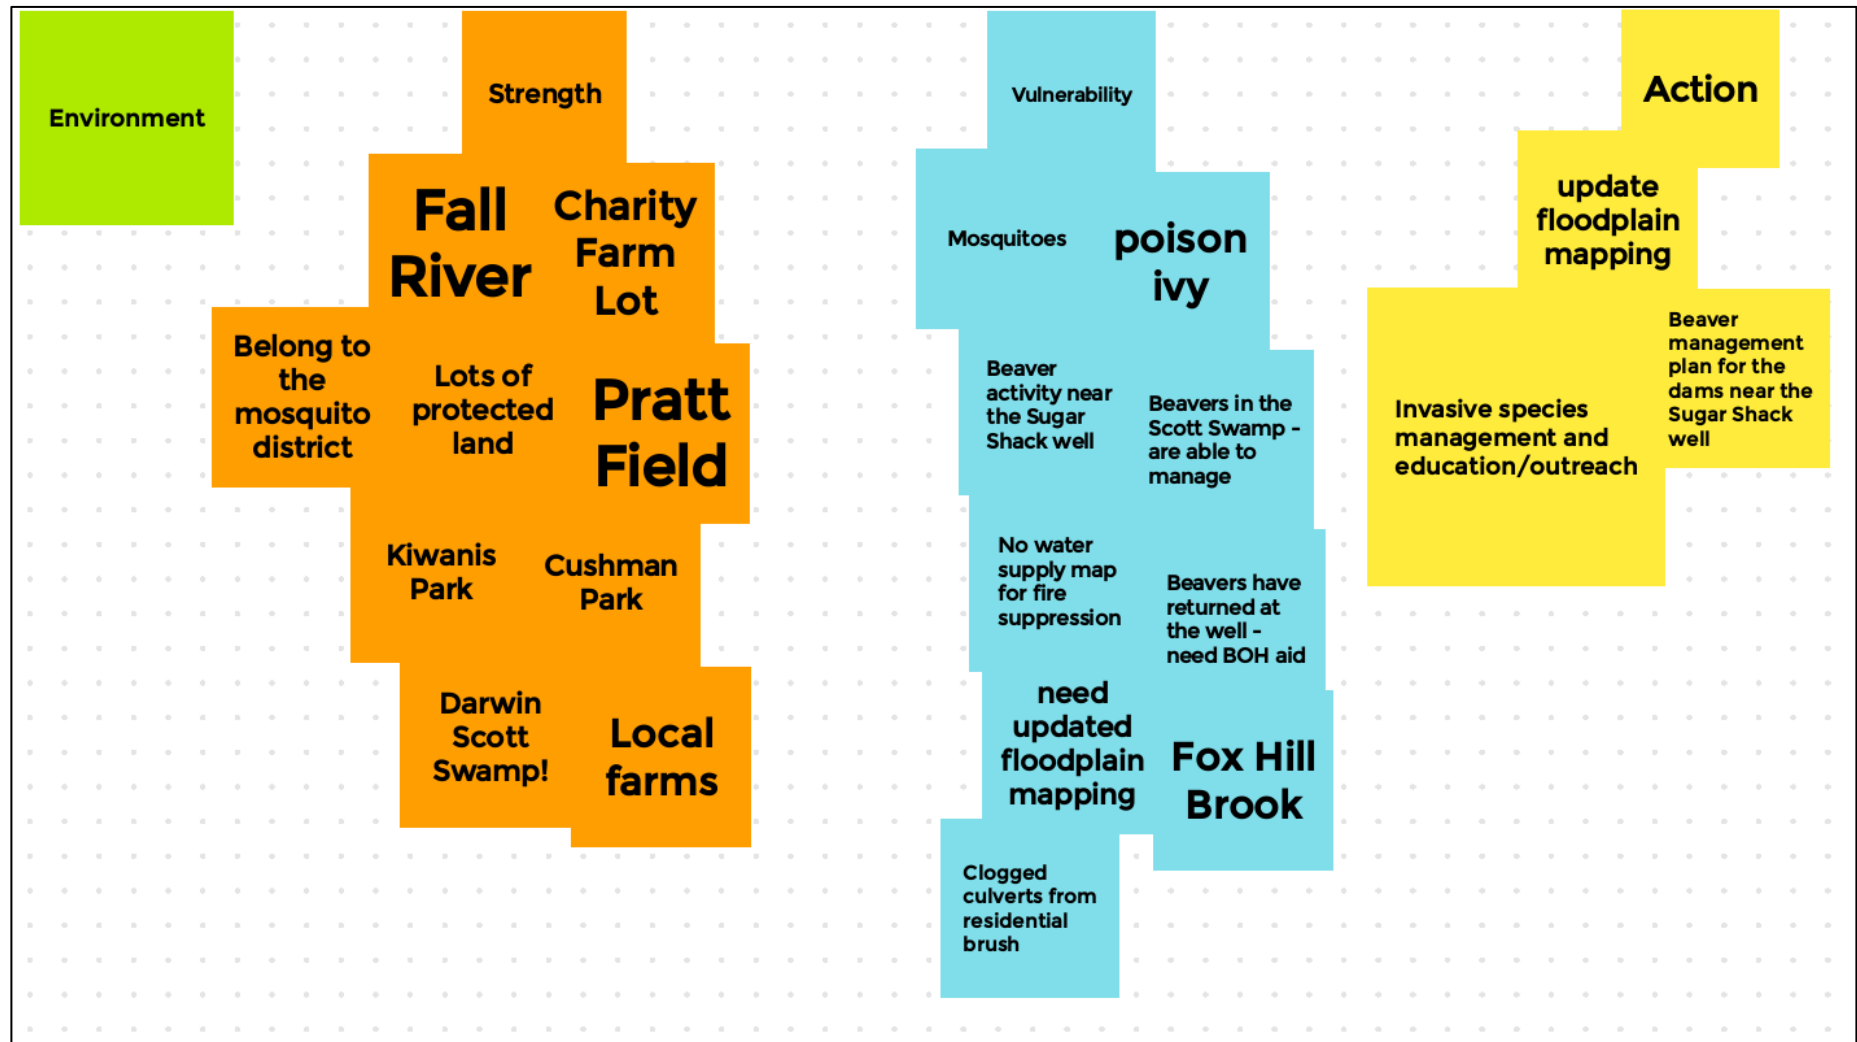 Environment
Strength
Fall
River
Charity
Farm
Lot
Belong to
the
mosquito
district
Lots of
protected
land
Pratt
Field
Kiwanis
Park
Cushman
Park
Darwin
Scott
Swamp!
Local
farms
Vulnerability
Mosquitoes
poison
ivy
Beaver
activity near
the Sugar
Shack well
Beavers in the
Scott Swamp -
are able to
manage
No water
supply map
for fire
suppression
Beavers have
returned at
the well -
need BOH aid
need
updated
floodplain
mapping
Fox Hill
Brook
Clogged
culverts from
residential
brush
Action
update
floodplain
mapping
Invasive species
management and
education/outreach
Beaver
management
plan for the
dams near the
Sugar Shack
well